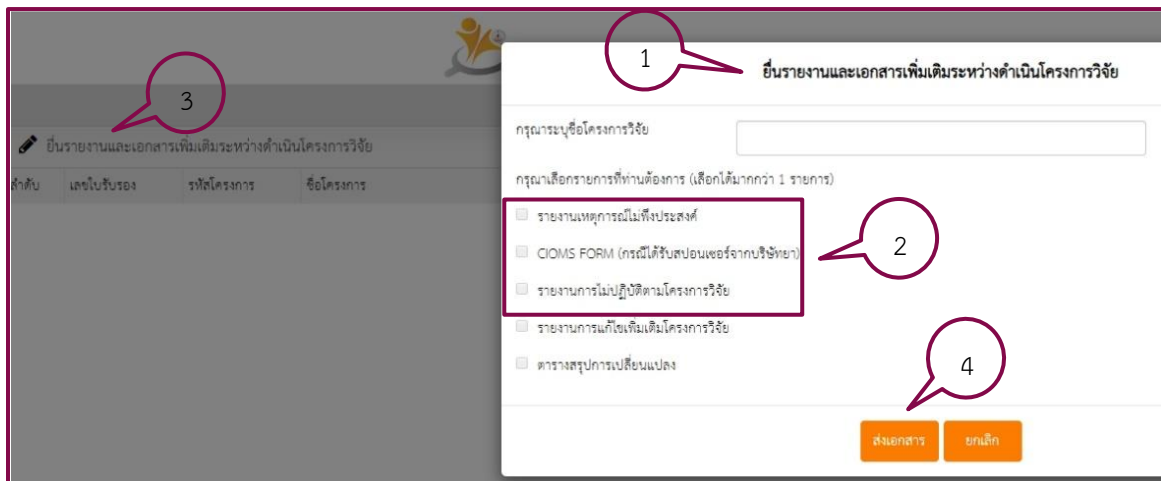 1
ยื่นรายงานและเอกสารเพิ่มเติมระหว่างดำเนินโครงการวิจัย
3
ยื่นรายงานและเอกสารเพิ่มเติมระหว่างดำเนินโครงการวิจัย
ลำดับ เลขใบรับรอง รหัสโครงการ ชื่อโครงการ
กรุณาระบุชื่อโครงการวิจัย
กรุณาเลือกรายการที่ท่านต้องการ (เลือกได้มากกว่า 1 รายการ)
รายงานเหตุการณ์ไม่พึงประสงค์
CIOMS FORM (กรณีได้รับสปอนเซอร์จากบริษัทยา)
2
รายงานการไม่ปฏิบัติตามโครงการวิจัย
รายงานการแก้ไขเพิ่มเติมโครงการวิจัย
ตารางสรุปการเปลี่ยนแปลง
4
ส่งเอกสาร ยกเลิก